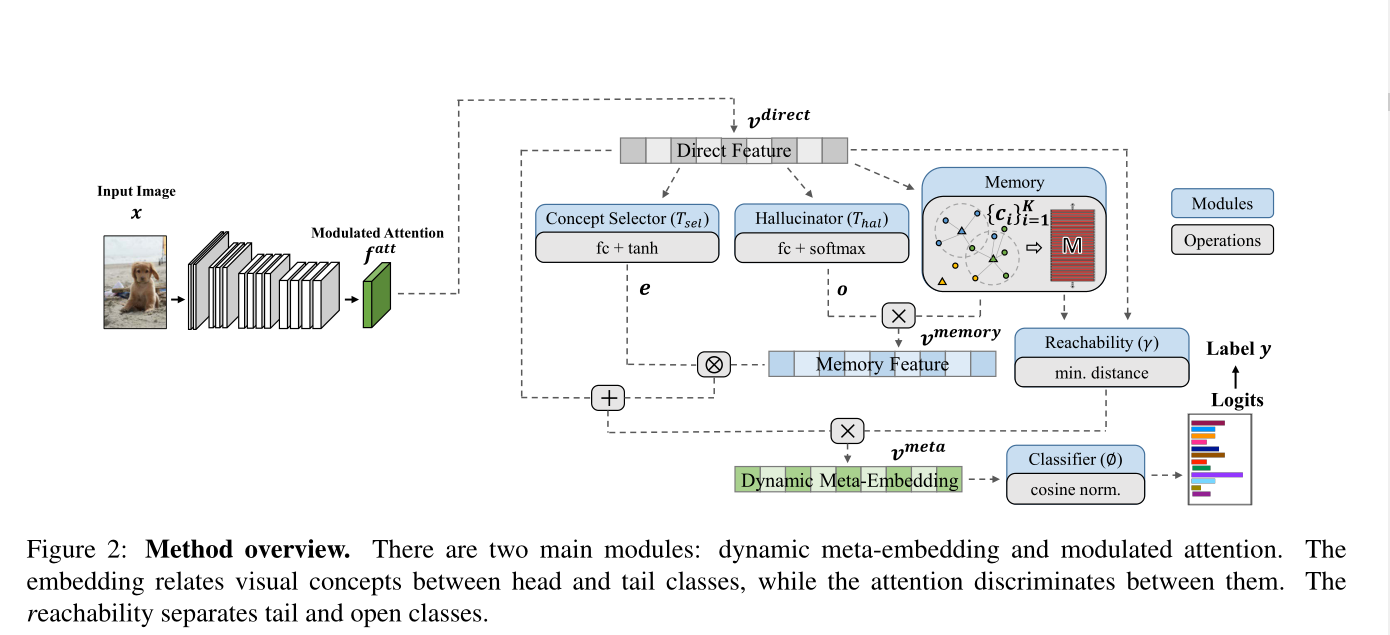 Input Image
x
Modulated Attention
f^att
v^direct
Direct Feature
Concept Selector (T_sel)
fc + tanh
Hallucinator (T_hal)
fc + softmax
Memory
{c_i}^K_i=1
M
Modules
Operations
e
o
×
v^memory
Memory Feature
⊗
+
Reachability (γ)
min. distance
Label y
Logits
×
v^meta
Dynamic Meta-Embedding
Classifier (∅)
cosine norm.
Figure 2: Method overview. There are two main modules: dynamic meta-embedding and modulated attention. The
embedding relates visual concepts between head and tail classes, while the attention discriminates between them. The
reachability separates tail and open classes.